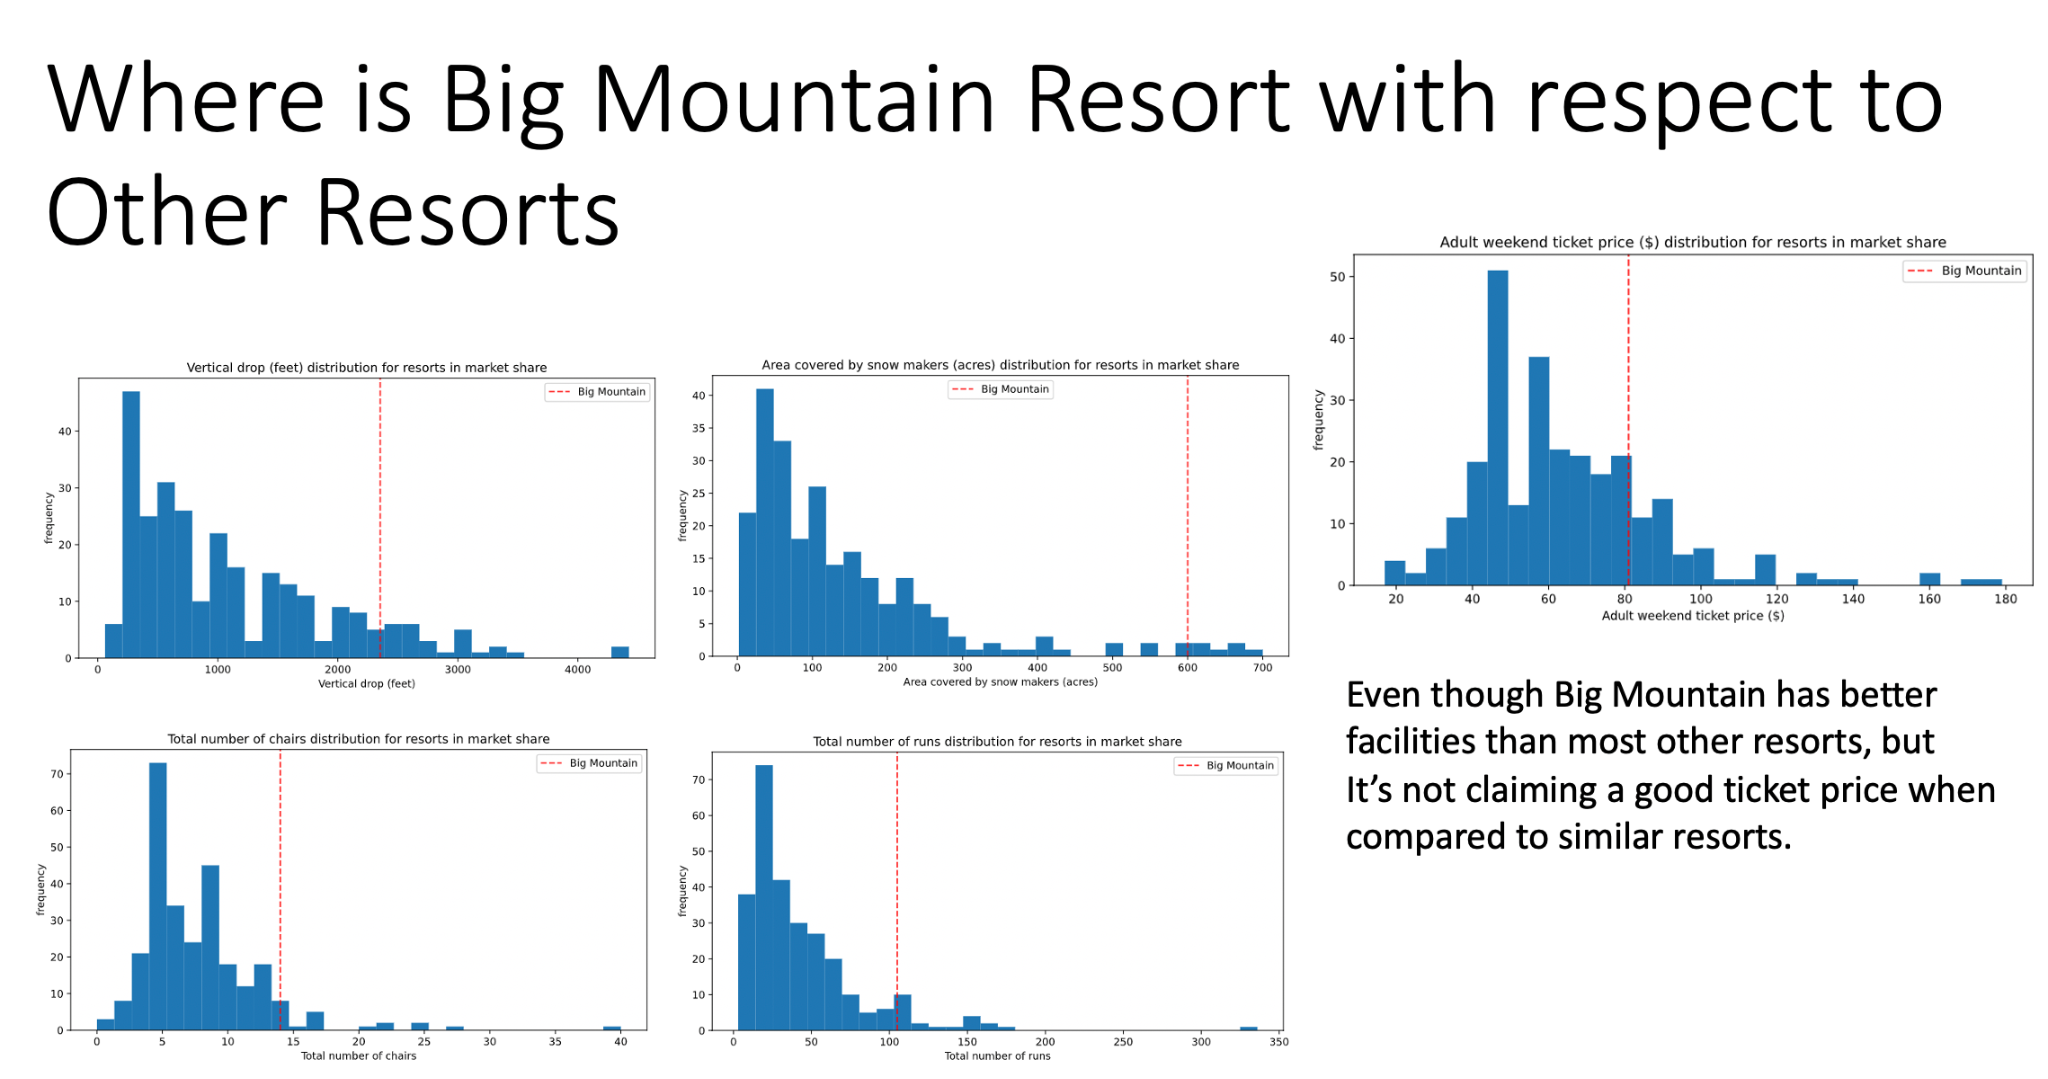 Where is Big Mountain Resort with respect to
Other Resorts
Adult weekend ticket price ($) distribution for resorts in market share
Big Mountain
frequency
50
40
30
20
10
0
20 40 60 80 100 120 140 160 180
Adult weekend ticket price ($)
Vertical drop (feet) distribution for resorts in market share
Big Mountain
frequency
40
30
20
10
0
0 1000 2000 3000 4000
Vertical drop (feet)
Area covered by snow makers (acres) distribution for resorts in market share
Big Mountain
frequency
40
35
30
25
20
15
10
5
0
0 100 200 300 400 500 600 700
Area covered by snow makers (acres)
Even though Big Mountain has better
facilities than most other resorts, but
It’s not claiming a good ticket price when
compared to similar resorts.
Total number of chairs distribution for resorts in market share
Big Mountain
frequency
70
60
50
40
30
20
10
0
0 5 10 15 20 25 30 35 40
Total number of chairs
Total number of runs distribution for resorts in market share
Big Mountain
frequency
70
60
50
40
30
20
10
0
0 50 100 150 200 250 300 350
Total number of runs